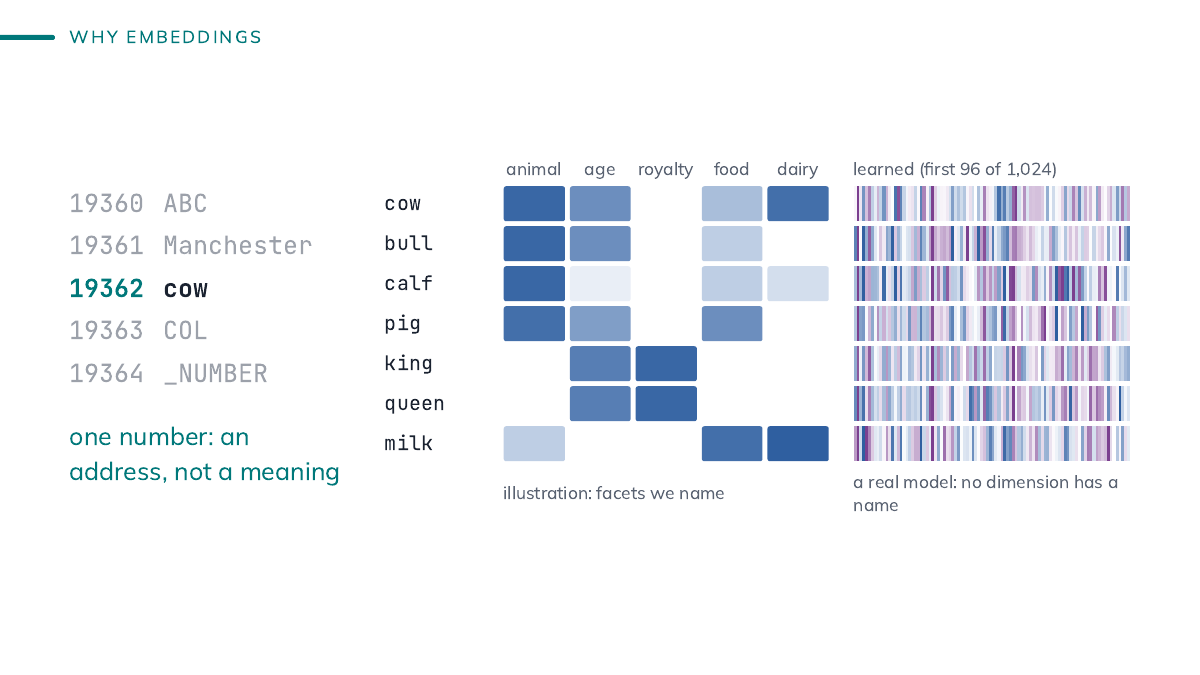 WHY EMBEDDINGS
19360 ABC
19361 Manchester
19362 cow
19363 COL
19364 _NUMBER
one number: an
address, not a meaning
animal age royalty food dairy
cow
bull
calf
pig
king
queen
milk
illustration: facets we name
learned (first 96 of 1,024)
a real model: no dimension has a
name